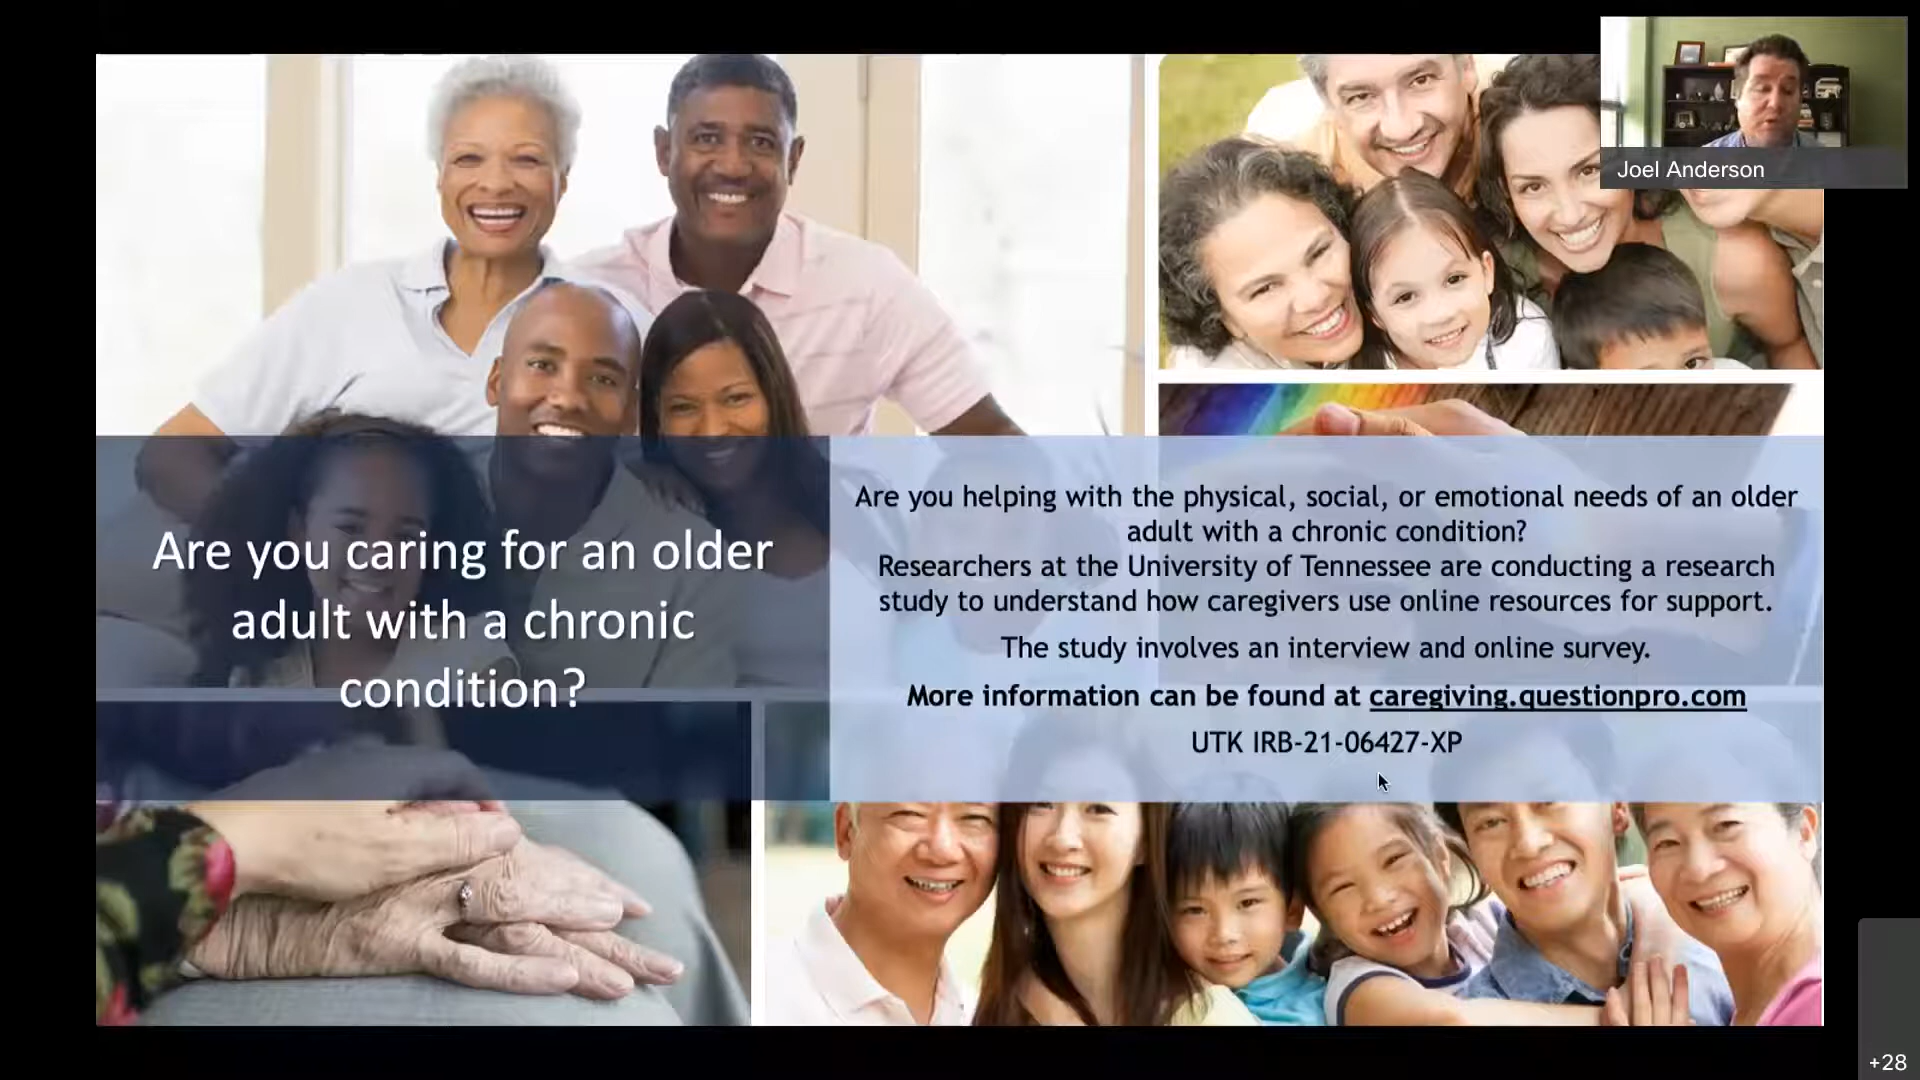 Joel Anderson
Are you caring for an older
adult with a chronic
condition?
Are you helping with the physical, social, or emotional needs of an older
adult with a chronic condition?
Researchers at the University of Tennessee are conducting a research
study to understand how caregivers use online resources for support.
The study involves an interview and online survey.
More information can be found at caregiving.questionpro.com
UTK IRB-21-06427-XP
+28